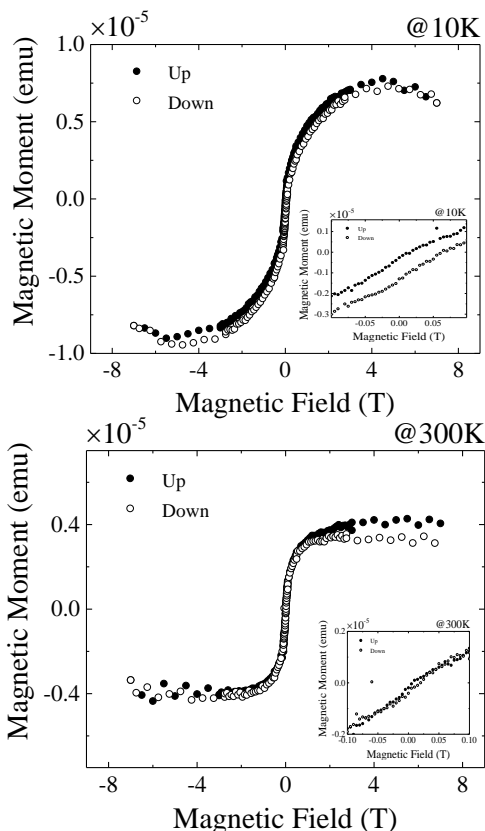 ×10⁻⁵
@10K
1.0
0.5
0.0
-0.5
-1.0
Magnetic Moment (emu)
Up
Down
-8
-4
0
4
8
Magnetic Field (T)
×10⁻⁵
@10K
0.1
0.0
-0.1
-0.2
-0.3
Magnetic Moment (emu)
Up
Down
-0.05
0.00
0.05
Magnetic Field (T)
×10⁻⁵
@300K
0.4
0.0
-0.4
Magnetic Moment (emu)
Up
Down
-8
-4
0
4
8
Magnetic Field (T)
×10⁻⁵
@300K
0.2
0.0
-0.2
Magnetic Moment (emu)
Up
Down
-0.10
-0.05
0.00
0.05
0.10
Magnetic Field (T)